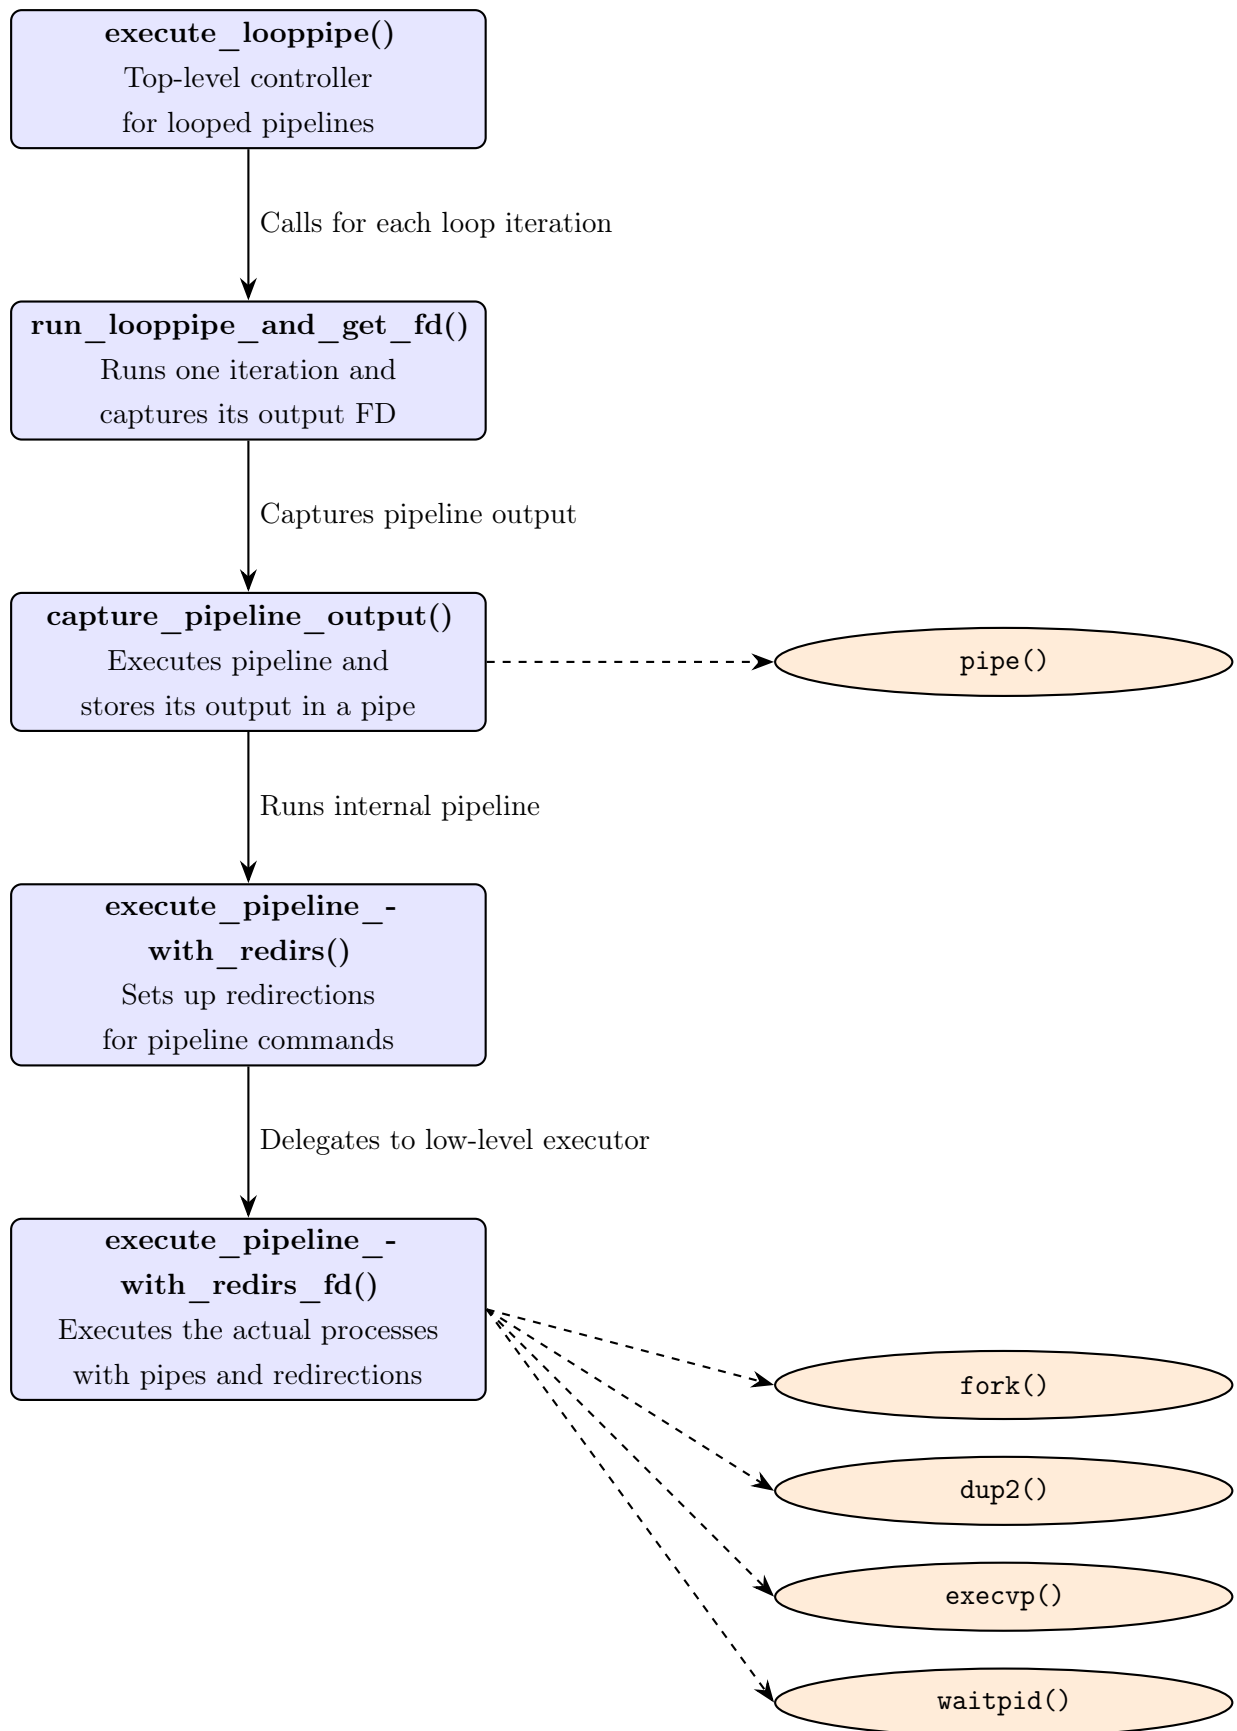 execute_looppipe()
Top-level controller
for looped pipelines
Calls for each loop iteration
run_looppipe_and_get_fd()
Runs one iteration and
captures its output FD
Captures pipeline output
capture_pipeline_output()
Executes pipeline and
stores its output in a pipe
pipe()
Runs internal pipeline
execute_pipeline_-
with_redirs()
Sets up redirections
for pipeline commands
Delegates to low-level executor
execute_pipeline_-
with_redirs_fd()
Executes the actual processes
with pipes and redirections
fork()
dup2()
execvp()
waitpid()